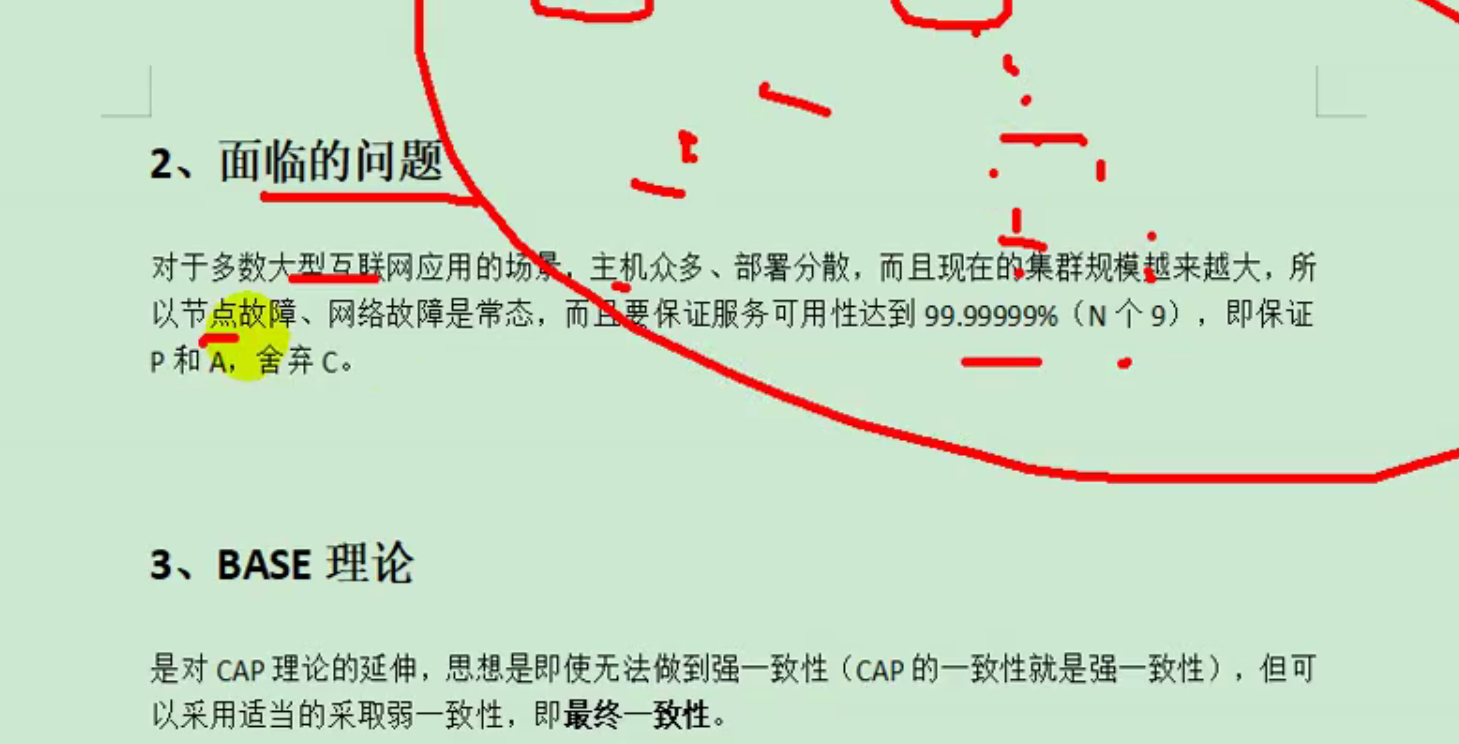 2、面临的问题
对于多数大型互联网应用的场景，主机众多、部署分散，而且现在的集群规模越来越大，所
以节点故障、网络故障是常态，而且要保证服务可用性达到 99.99999%（N 个 9），即保证
P 和 A，舍弃 C。
3、BASE 理论
是对 CAP 理论的延伸，思想是即使无法做到强一致性（CAP 的一致性就是强一致性），但可
以采用适当的采取弱一致性，即最终一致性。